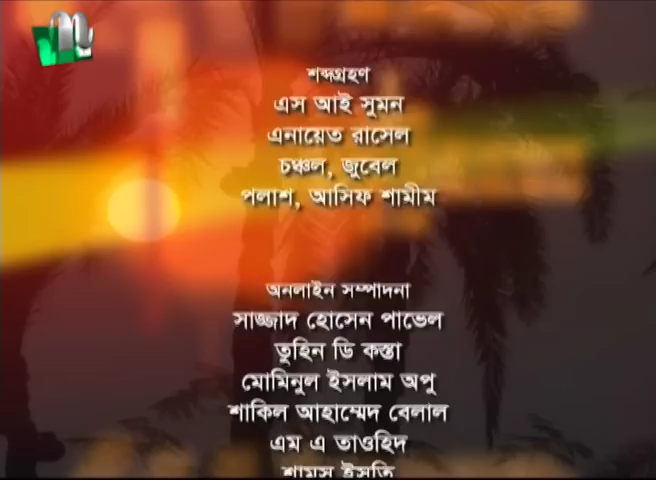 শব্দগ্রহণ
এস আই সুমন
এনায়েত রাসেল
চঞ্চল, জুবেল
পলাশ, আসিফ শামীম
অনলাইন সম্পাদনা
সাজ্জাদ হোসেন পাভেল
তুহিন ডি কস্তা
মোমিনুল ইসলাম অপু
শাকিল আহাম্মেদ বেলাল
এম এ তাওহিদ
শামস